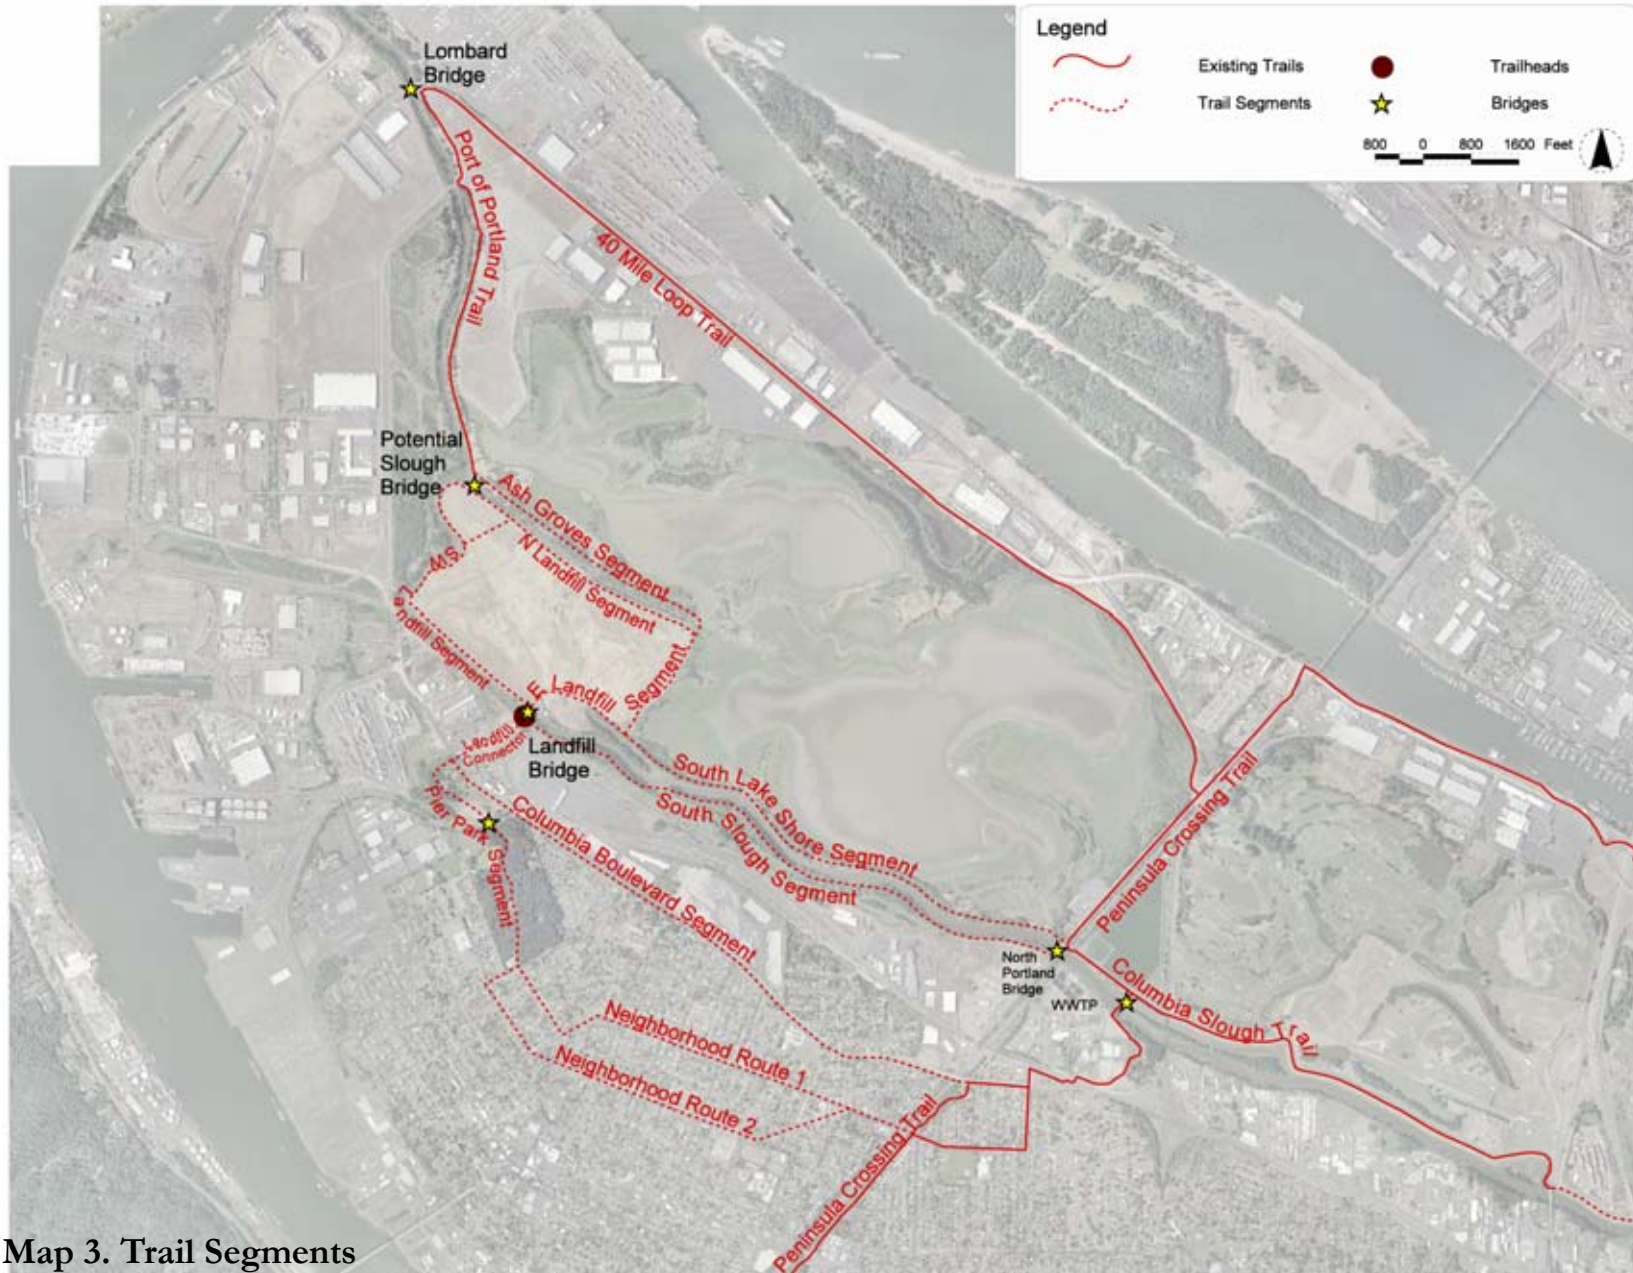 Legend
Existing Trails
Trailheads
Trail Segments
Bridges
800 0 800 1600 Feet
Lombard
Bridge
Port of Portland Trail
40 Mile Loop Trail
Potential
Slough
Bridge
Ash Groves Segment
N Landfill Segment
SW
Landfill Segment
E
Landfill
Segment
Landfill
Connector
Landfill
Bridge
South Lake Shore Segment
South Slough Segment
Pier Park Segment
Columbia Boulevard Segment
Peninsula Crossing Trail
North
Portland
Bridge
WWTP
Columbia Slough Trail
Neighborhood Route 1
Neighborhood Route 2
Peninsula Crossing Trail
Map 3. Trail Segments